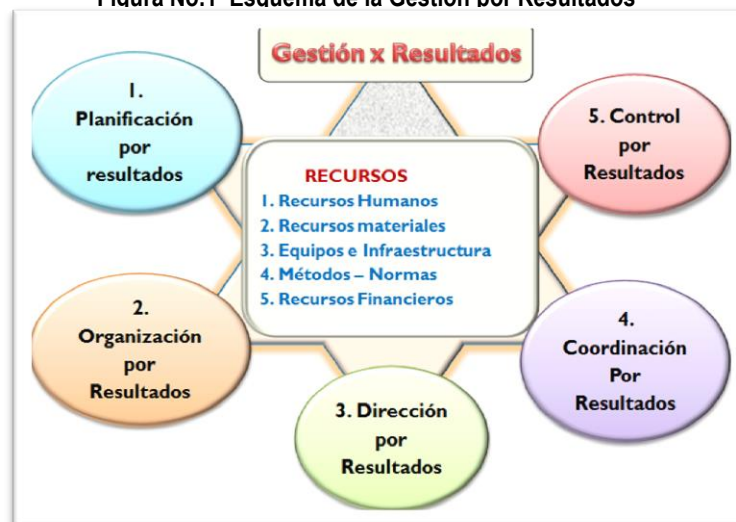 Figura No.1 Esquema de la Gestión por Resultados
Gestión x Resultados
1.
Planificación
por
resultados
5. Control
por
Resultados
RECURSOS
1. Recursos Humanos
2. Recursos materiales
3. Equipos e Infraestructura
4. Métodos – Normas
5. Recursos Financieros
2.
Organización
por
Resultados
4.
Coordinación
Por
Resultados
3. Dirección
por
Resultados